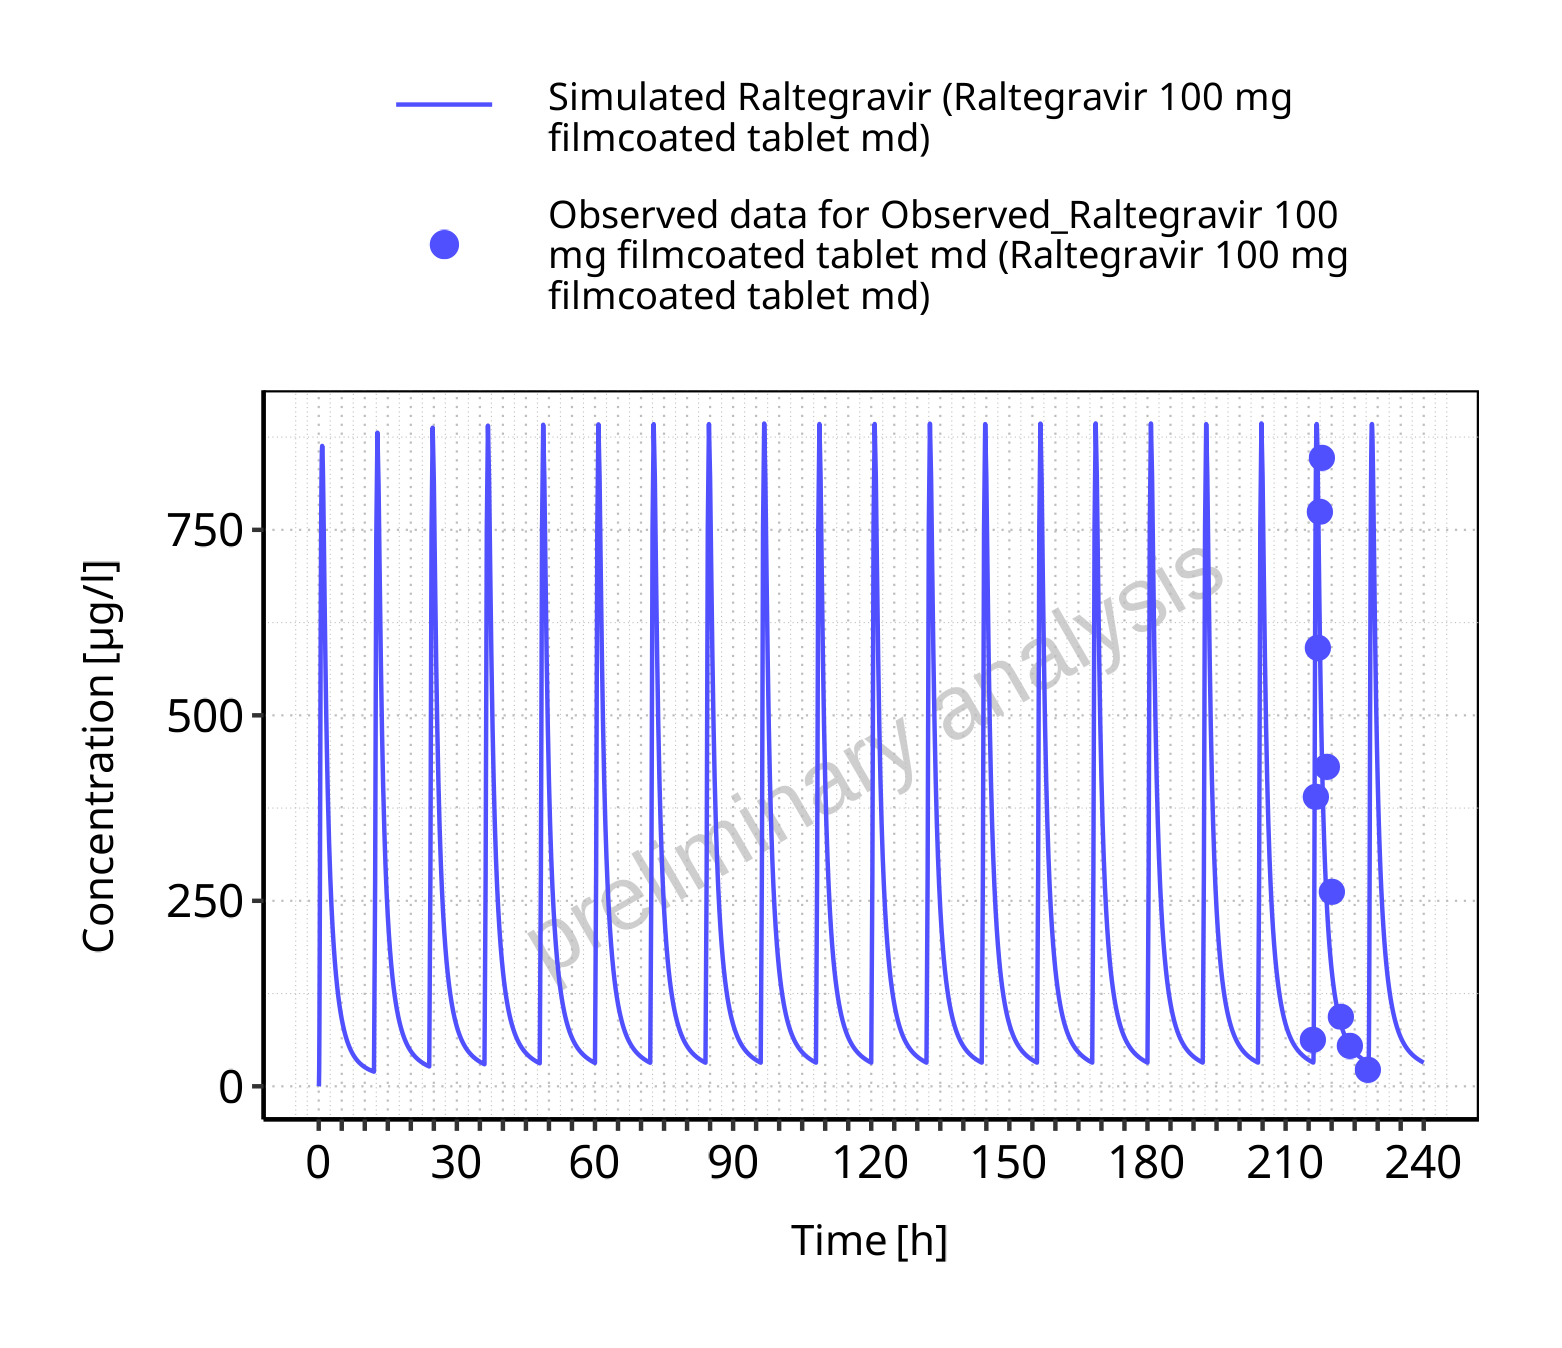 Simulated Raltegravir (Raltegravir 100 mg
filmcoated tablet md)
Observed data for Observed_Raltegravir 100
mg filmcoated tablet md (Raltegravir 100 mg
filmcoated tablet md)
Concentration [µg/l]
750
500
250
0
preliminary analysis
0 30 60 90 120 150 180 210 240
Time [h]